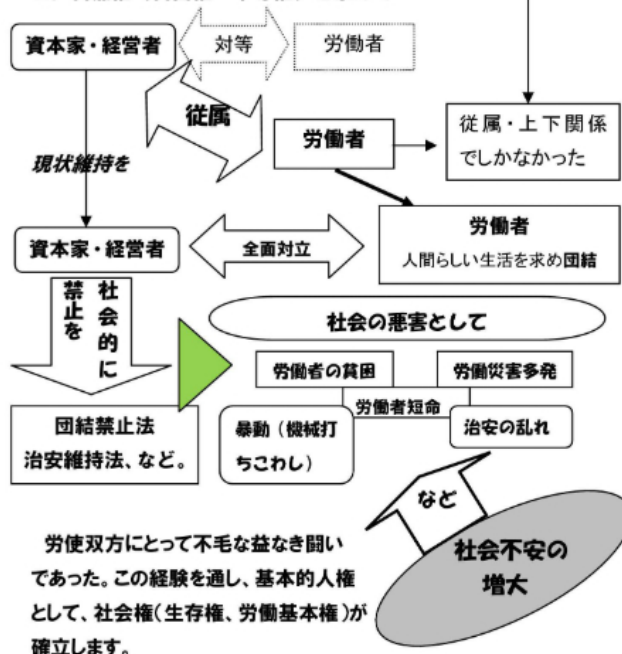 資本家・経営者
対等
労働者
従属
労働者
従属・上下関係
でしかなかった
現状維持を
資本家・経営者
全面対立
労働者
人間らしい生活を求め団結
社会的に
禁止を
社会の悪害として
労働者の貧困
労働災害多発
労働者短命
団結禁止法
治安維持法、など。
暴動（機械打
ちこわし）
治安の乱れ
など
社会不安の
増大
労使双方にとって不毛な益なき闘い
であった。この経験を通し、基本的人権
として、社会権（生存権、労働基本権）が
確立します。